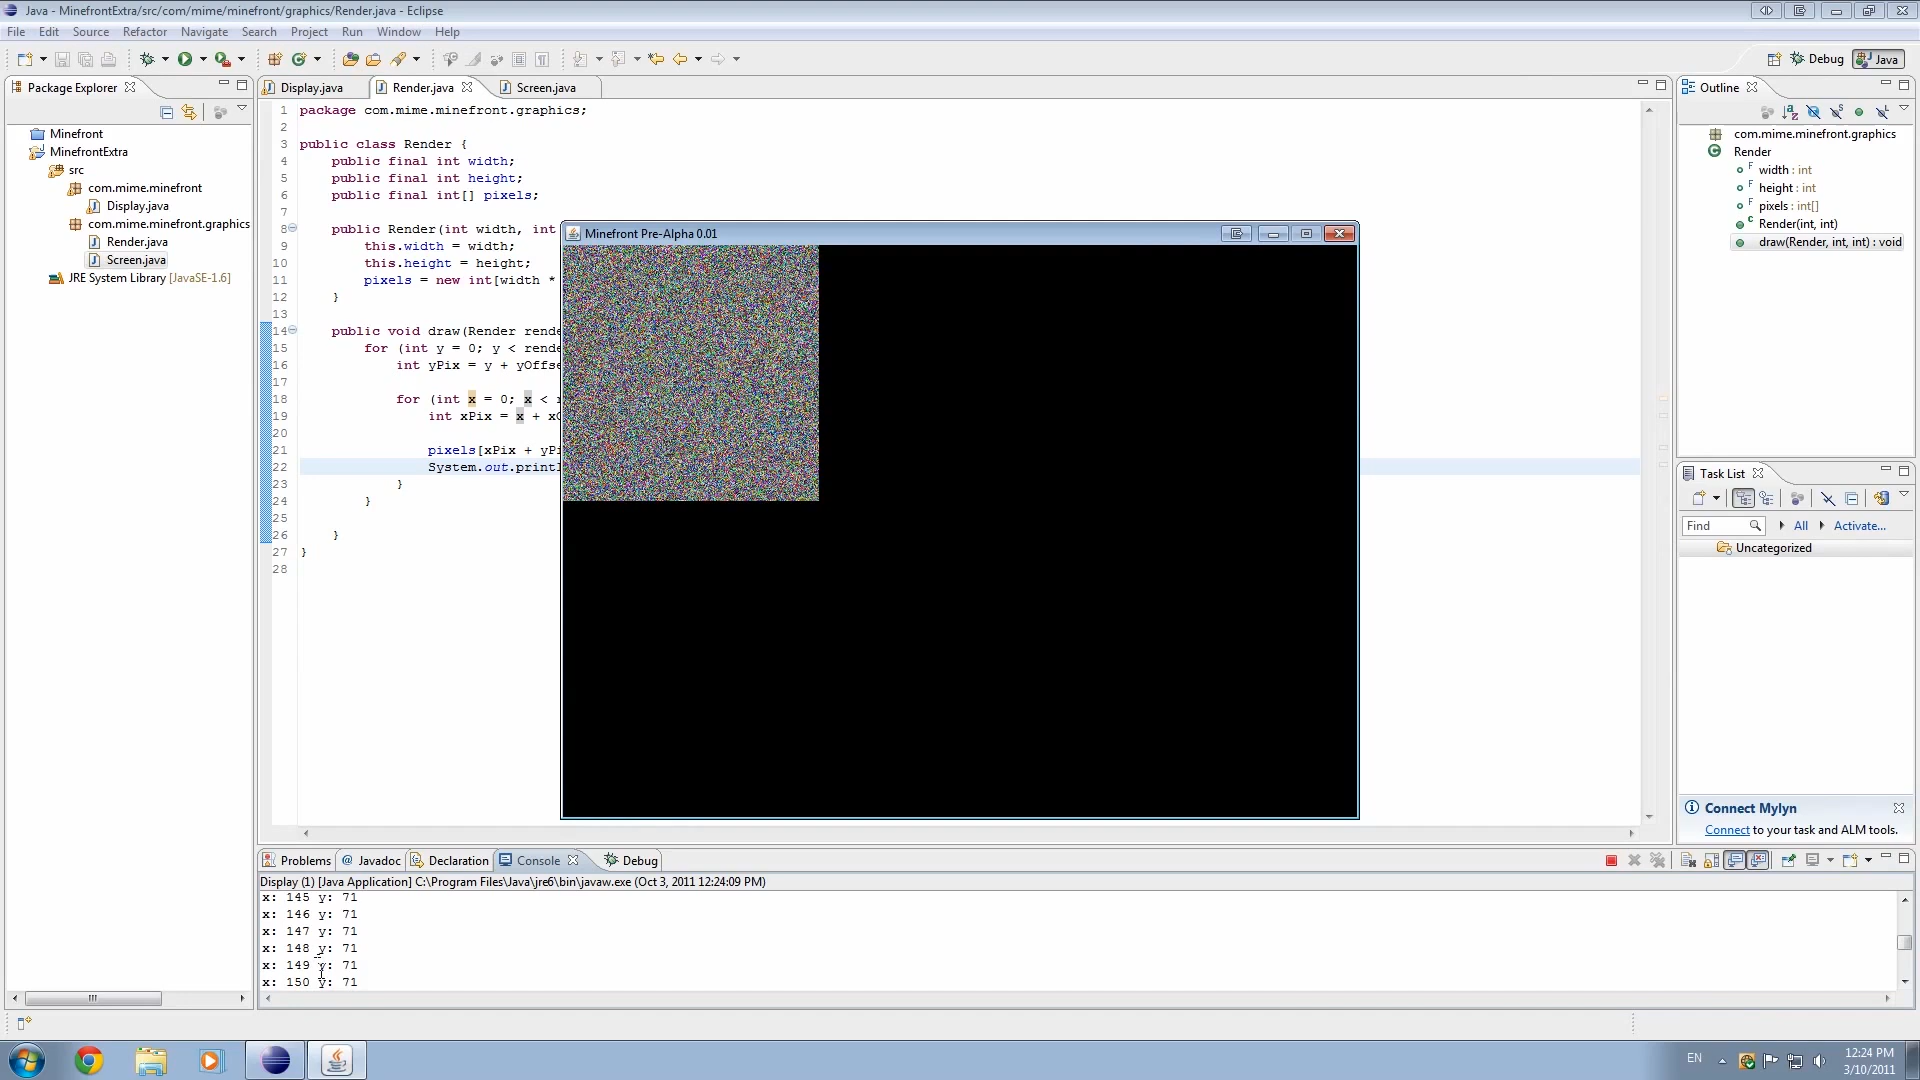 Java - MinefrontExtra/src/com/mime/minefront/graphics/Render.java - Eclipse
File Edit Source Refactor Navigate Search Project Run Window Help
Debug Java
Package Explorer
Minefront
MinefrontExtra
src
com.mime.minefront
Display.java
com.mime.minefront.graphics
Render.java
Screen.java
JRE System Library [JavaSE-1.6]
Display.java Render.java Screen.java
1 package com.mime.minefront.graphics;
2
3 public class Render {
4 public final int width;
5 public final int height;
6 public final int[] pixels;
7
8 public Render(int width, int
9 this.width = width;
10 this.height = height;
11 pixels = new int[width *
12 }
13
14 public void draw(Render rende
15 for (int y = 0; y < rende
16 int yPix = y + yOffse
17
18 for (int x = 0; x < r
19 int xPix = x + xO
20
21 pixels[xPix + yPi
22 System.out.printl
23 }
24 }
25
26 }
27 }
28
Minefront Pre-Alpha 0.01
Outline
com.mime.minefront.graphics
Render
width : int
height : int
pixels : int[]
Render(int, int)
draw(Render, int, int) : void
Task List
Find All Activate...
Uncategorized
Connect Mylyn
Connect to your task and ALM tools.
Problems Javadoc Declaration Console Debug
Display (1) [Java Application] C:\Program Files\Java\jre6\bin\javaw.exe (Oct 3, 2011 12:24:09 PM)
x: 145 y: 71
x: 146 y: 71
x: 147 y: 71
x: 148 y: 71
x: 149 y: 71
x: 150 y: 71
EN
12:24 PM
3/10/2011